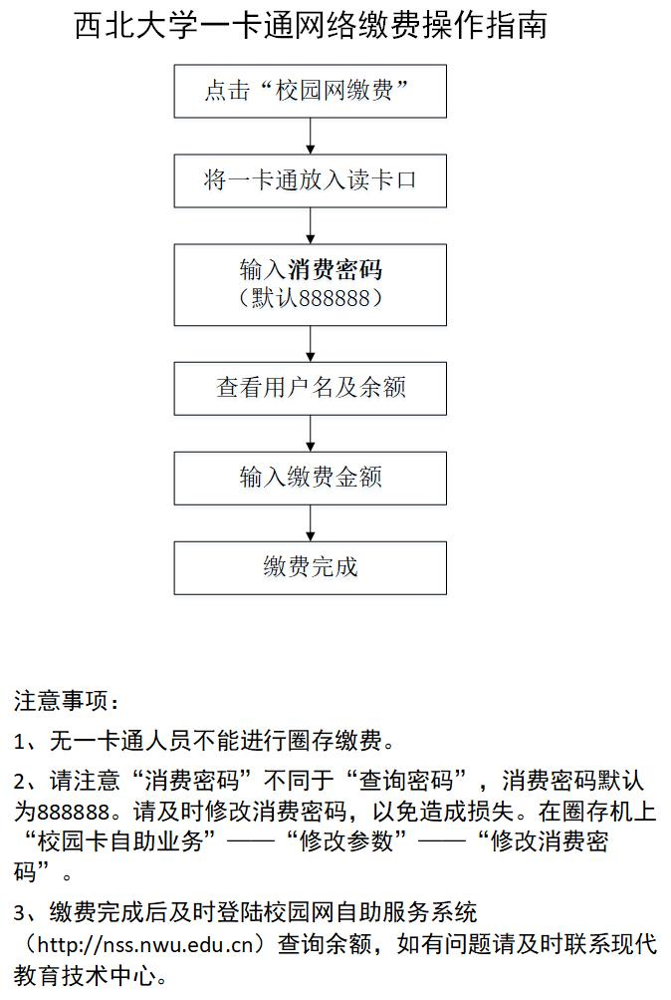 西北大学一卡通网络缴费操作指南
点击“校园网缴费”
将一卡通放入读卡口
输入消费密码
（默认888888）
查看用户名及余额
输入缴费金额
缴费完成
注意事项：
1、无一卡通人员不能进行圈存缴费。
2、请注意“消费密码”不同于“查询密码”，消费密码默认
为888888。请及时修改消费密码，以免造成损失。在圈存机上
“校园卡自助业务”——“修改参数”——“修改消费密
码”。
3、缴费完成后及时登陆校园网自助服务系统
（http://nss.nwu.edu.cn）查询余额，如有问题请及时联系现代
教育技术中心。